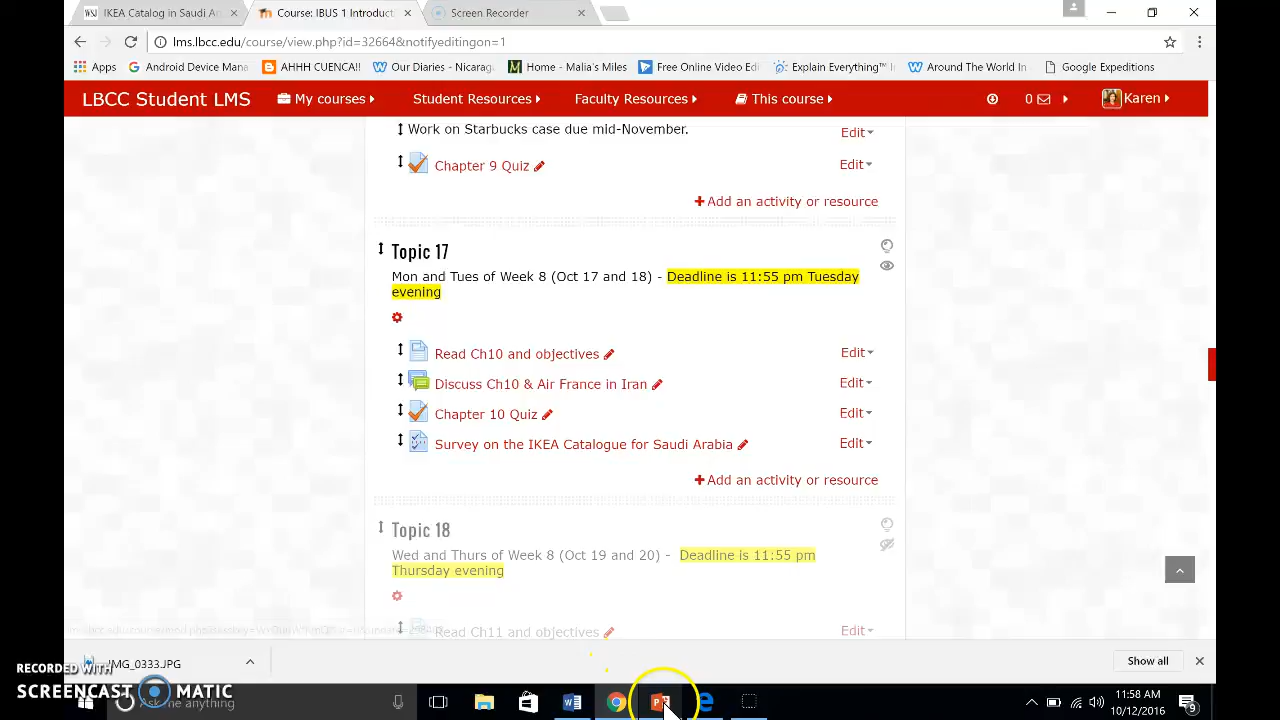 IKEA Catalog in Saudi Ar
Course: IBUS 1 Introduct
Screen Recorder
lms.lbcc.edu/course/view.php?id=32664&notifyeditingon=1
Apps
Android Device Mana
AHHH CUENCA!!
Our Diaries - Nicarag
Home - Malia's Miles
Free Online Video Edi
Explain Everything™ i
Around The World In
Google Expeditions
LBCC Student LMS
My courses
Student Resources
Faculty Resources
This course
0
Karen
Work on Starbucks case due mid-November.
Edit
Chapter 9 Quiz
Edit
Add an activity or resource
Topic 17
Mon and Tues of Week 8 (Oct 17 and 18) - Deadline is 11:55 pm Tuesday
evening
Read Ch10 and objectives
Edit
Discuss Ch10 & Air France in Iran
Edit
Chapter 10 Quiz
Edit
Survey on the IKEA Catalogue for Saudi Arabia
Edit
Add an activity or resource
Topic 18
Wed and Thurs of Week 8 (Oct 19 and 20) - Deadline is 11:55 pm
Thursday evening
Read Ch11 and objectives
Edit
IMG_0333.JPG
Show all
RECORDED WITH
SCREENCAST MATIC
Ask me anything
11:58 AM
10/12/2016
9